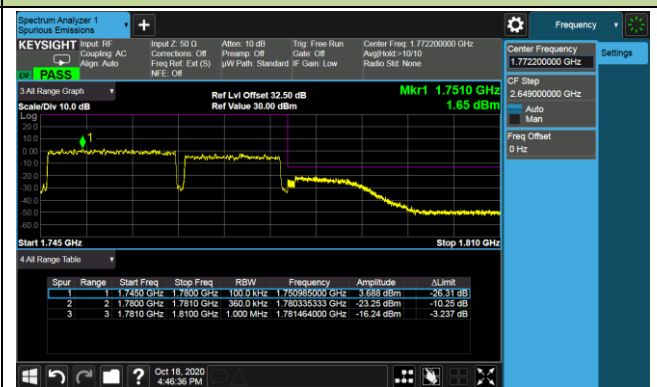 Spectrum Analyzer 1
Spurious Emissions
Frequency
KEYSIGHT Input: RF
Coupling: AC
Align: Auto
Input Z: 50 Ω
Corrections: Off
Freq Ref: Ext (S)
NFE: Off
Atten: 10 dB
Preamp: Off
µW Path: Standard
Trig: Free Run
Gate: Off
IF Gain: Low
Center Freq: 1.772200000 GHz
Avg|Hold:>10/10
Radio Std: None
PASS
Center Frequency
1.772200000 GHz
Settings
CF Step
2.649000000 GHz
Auto
Man
Freq Offset
0 Hz
3 All Range Graph
Scale/Div 10.0 dB
Ref Lvl Offset 32.50 dB
Ref Value 30.00 dBm
Mkr1 1.7510 GHz
1.65 dBm
Log
20.0
10.0
0.00
-10.0
-20.0
-30.0
-40.0
-50.0
-60.0
1
Start 1.745 GHz
Stop 1.810 GHz
4 All Range Table
Spur Range Start Freq Stop Freq RBW Frequency Amplitude ΔLimit
1 1 1.7450 GHz 1.7800 GHz 100.0 kHz 1.750985000 GHz 3.688 dBm -26.31 dB
2 2 1.7800 GHz 1.7810 GHz 360.0 kHz 1.780335333 GHz -23.25 dBm -10.25 dB
3 3 1.7810 GHz 1.8100 GHz 1.000 MHz 1.781464000 GHz -16.24 dBm -3.237 dB
Oct 18, 2020
4:46:36 PM